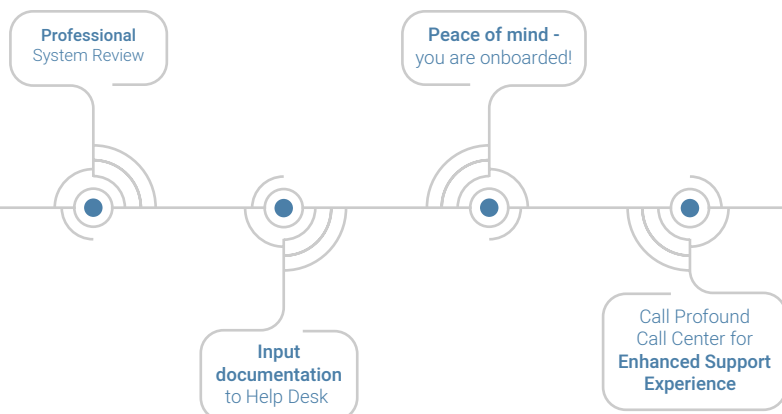 Professional
System Review
Input
documentation
to Help Desk
Peace of mind -
you are onboarded!
Call Profound
Call Center for
Enhanced Support
Experience